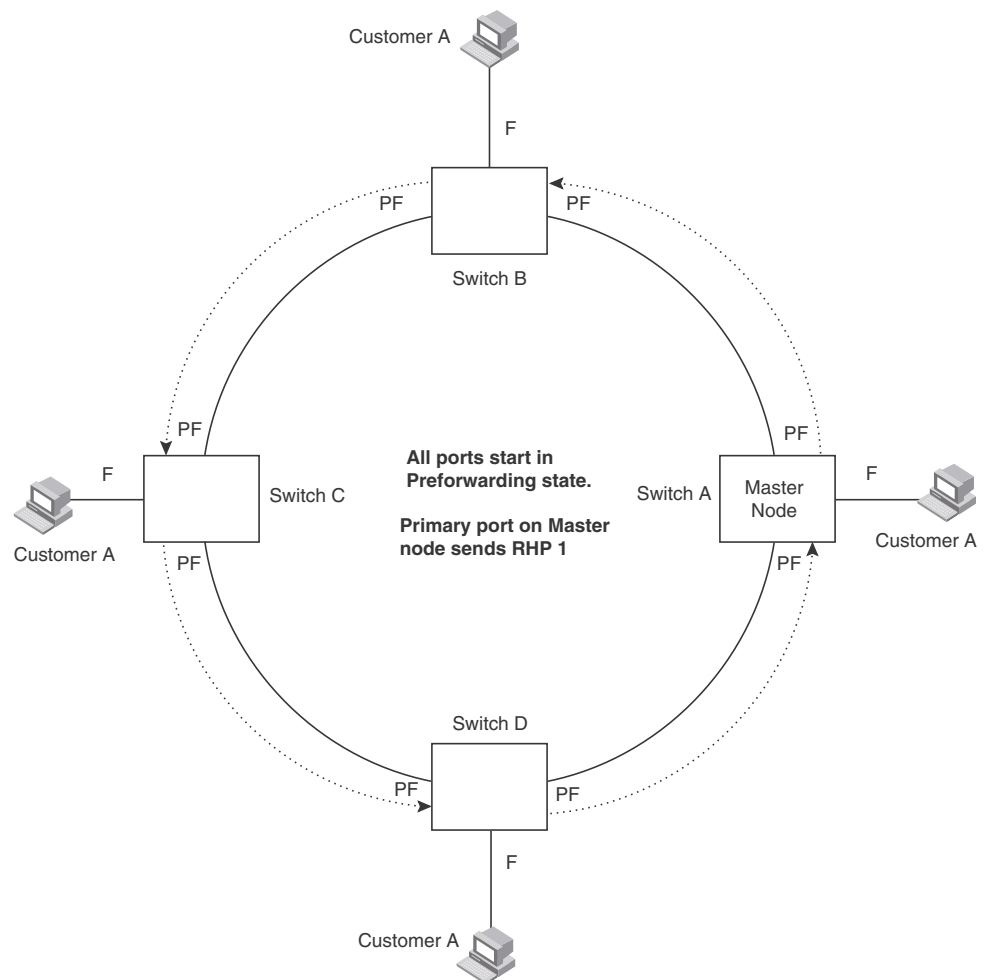 Customer A
F
PF
PF
Switch B
PF
PF
All ports start in
Preforwarding state.
Primary port on Master
node sends RHP 1
F
Switch C
Switch A
Master
Node
F
Customer A
Customer A
PF
PF
Switch D
PF
PF
F
Customer A